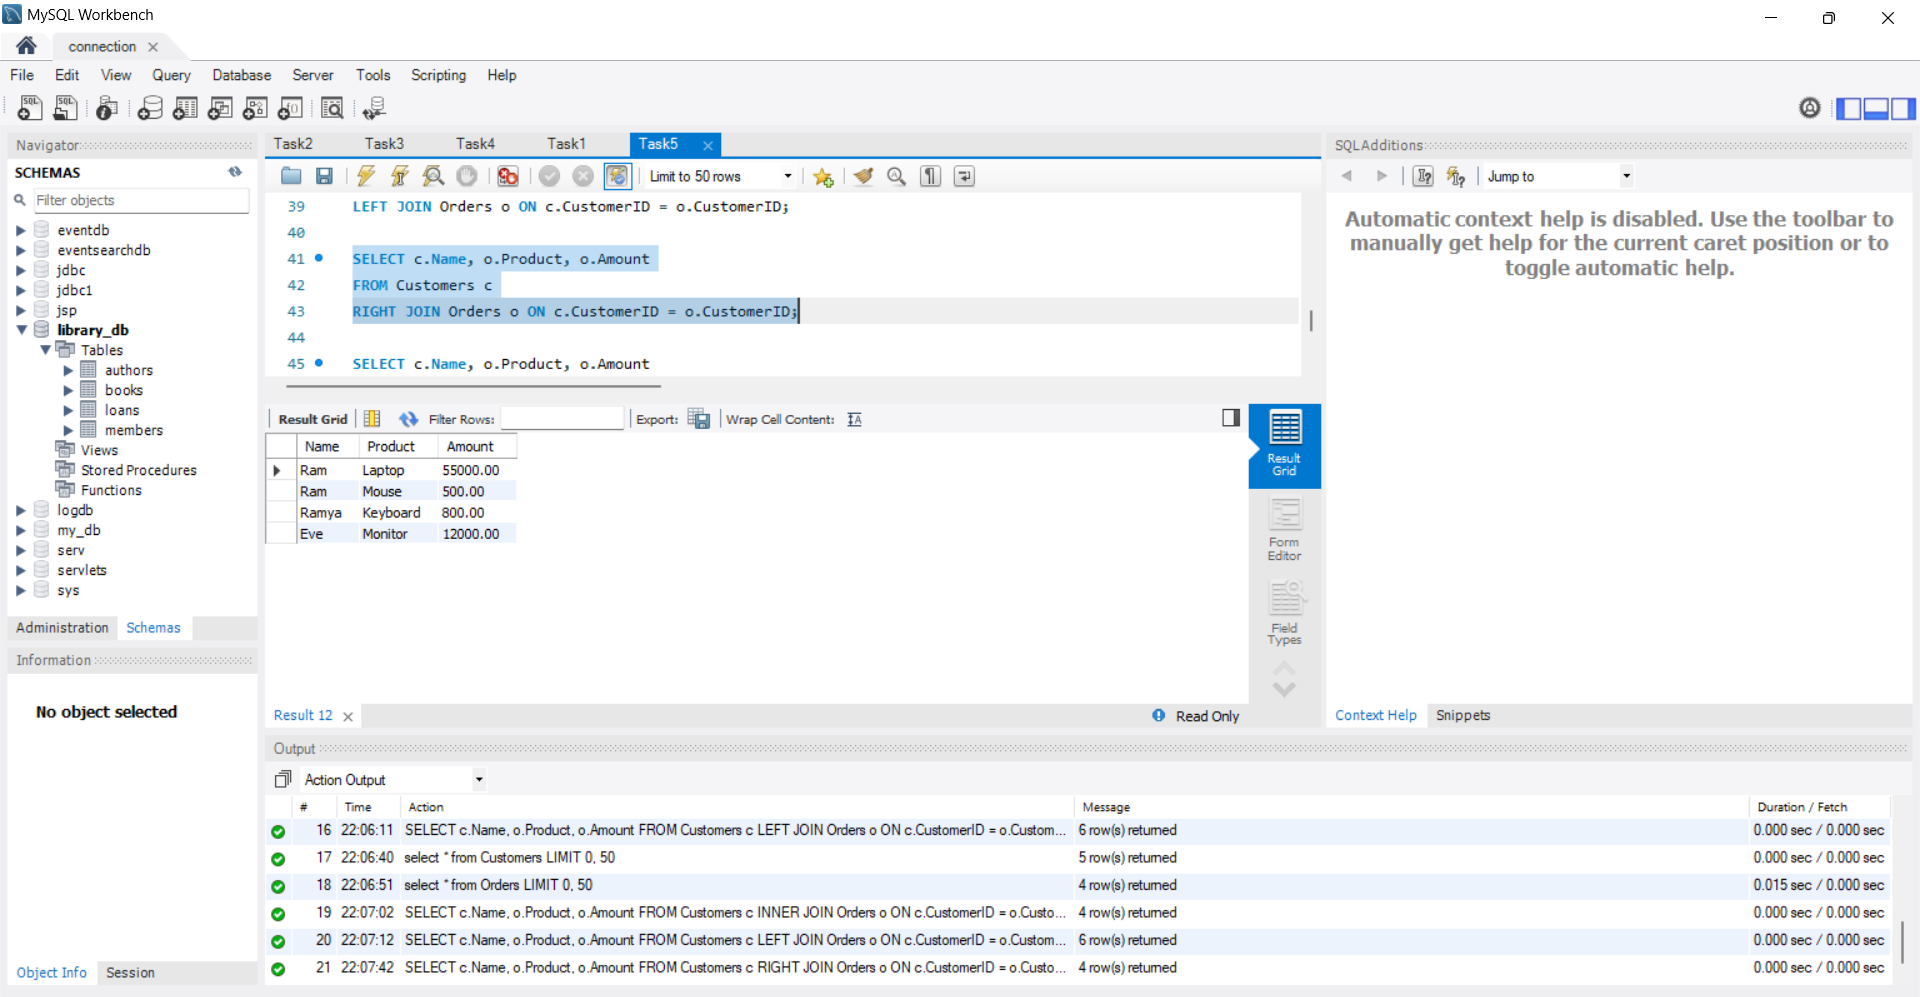 MySQL Workbench
connection
File Edit View Query Database Server Tools Scripting Help
Navigator
SCHEMAS
Filter objects
eventdb
eventsearchdb
jdbc
jdbc1
jsp
library_db
Tables
authors
books
loans
members
Views
Stored Procedures
Functions
logdb
my_db
serv
servlets
sys
Administration Schemas
Information
No object selected
Object Info Session
Task2 Task3 Task4 Task1 Task5
Limit to 50 rows
39 LEFT JOIN Orders o ON c.CustomerID = o.CustomerID;
40
41 SELECT c.Name, o.Product, o.Amount
42 FROM Customers c
43 RIGHT JOIN Orders o ON c.CustomerID = o.CustomerID;
44
45 SELECT c.Name, o.Product, o.Amount
Result Grid Filter Rows: Export: Wrap Cell Content:
Name Product Amount
Ram Laptop 55000.00
Ram Mouse 500.00
Ramya Keyboard 800.00
Eve Monitor 12000.00
Result
Grid
Form
Editor
Field
Types
Result 12
Read Only
SQLAdditions
Jump to
Automatic context help is disabled. Use the toolbar to
manually get help for the current caret position or to
toggle automatic help.
Context Help Snippets
Output
Action Output
# Time Action Message Duration / Fetch
16 22:06:11 SELECT c.Name, o.Product, o.Amount FROM Customers c LEFT JOIN Orders o ON c.CustomerID = o.Custom... 6 row(s) returned 0.000 sec / 0.000 sec
17 22:06:40 select * from Customers LIMIT 0, 50 5 row(s) returned 0.000 sec / 0.000 sec
18 22:06:51 select * from Orders LIMIT 0, 50 4 row(s) returned 0.015 sec / 0.000 sec
19 22:07:02 SELECT c.Name, o.Product, o.Amount FROM Customers c INNER JOIN Orders o ON c.CustomerID = o.Custo... 4 row(s) returned 0.000 sec / 0.000 sec
20 22:07:12 SELECT c.Name, o.Product, o.Amount FROM Customers c LEFT JOIN Orders o ON c.CustomerID = o.Custom... 6 row(s) returned 0.000 sec / 0.000 sec
21 22:07:42 SELECT c.Name, o.Product, o.Amount FROM Customers c RIGHT JOIN Orders o ON c.CustomerID = o.Custo... 4 row(s) returned 0.000 sec / 0.000 sec